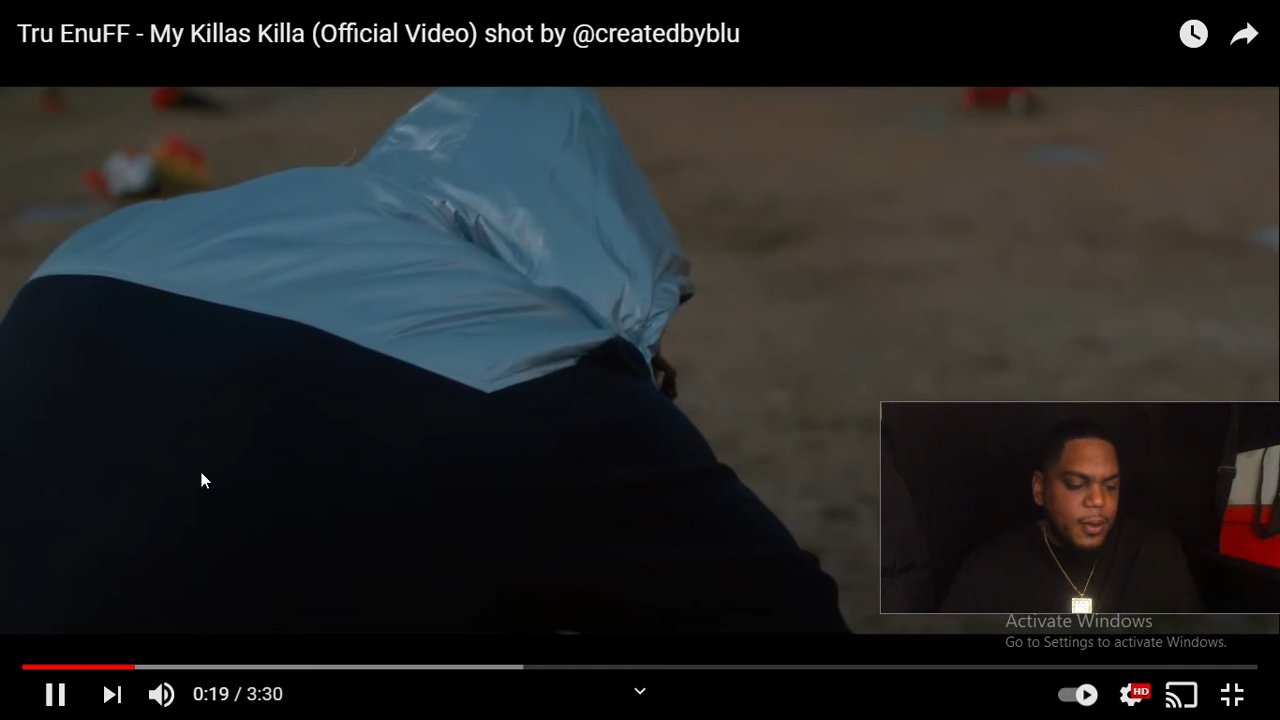 Tru EnuFF - My Killas Killa (Official Video) shot by @createdbyblu
Activate Windows
Go to Settings to activate Windows.
0:19 / 3:30
HD